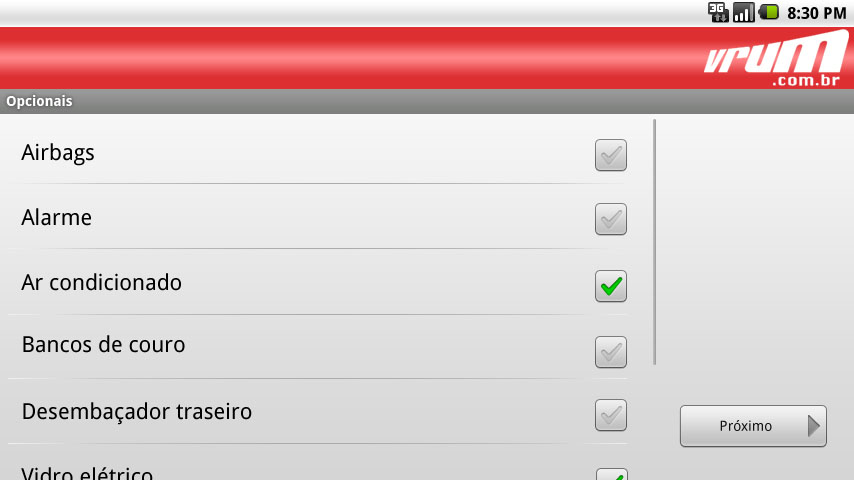 3G
8:30 PM
vrum
.com.br
Opcionais
Airbags
Alarme
Ar condicionado
Bancos de couro
Desembaçador traseiro
Próximo
Vidro elétrico